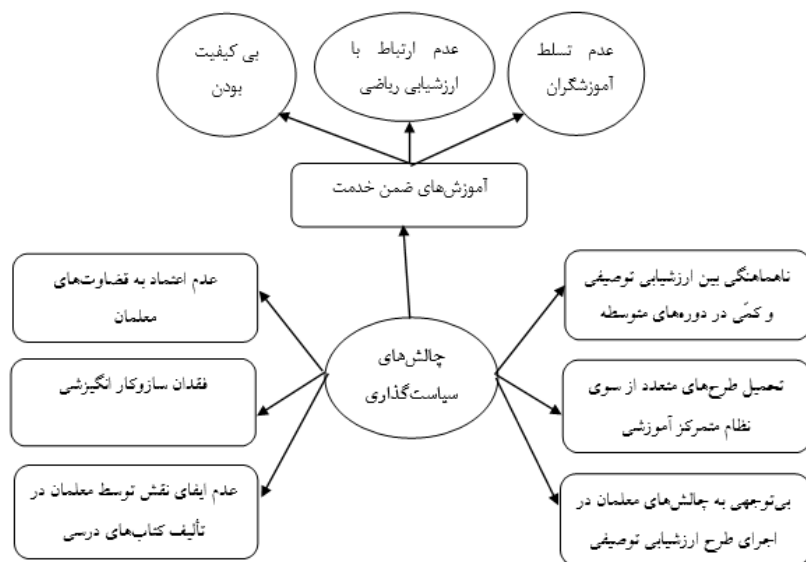 عدم تسلط
آموزشگران
عدم ارتباط با
ارزشیابی ریاضی
بی کیفیت
بودن
آموزش‌های ضمن خدمت
ناهماهنگی بین ارزشیابی توصیفی
و کمّی در دوره‌های متوسطه
عدم اعتماد به قضاوت‌های
معلمان
چالش‌های
سیاست‌گذاری
تحمیل طرح‌های متعدد از سوی
نظام متمرکز آموزشی
فقدان سازوکار انگیزشی
بی‌توجهی به چالش‌های معلمان در
اجرای طرح ارزشیابی توصیفی
عدم ایفای نقش توسط معلمان در
تألیف کتاب‌های درسی